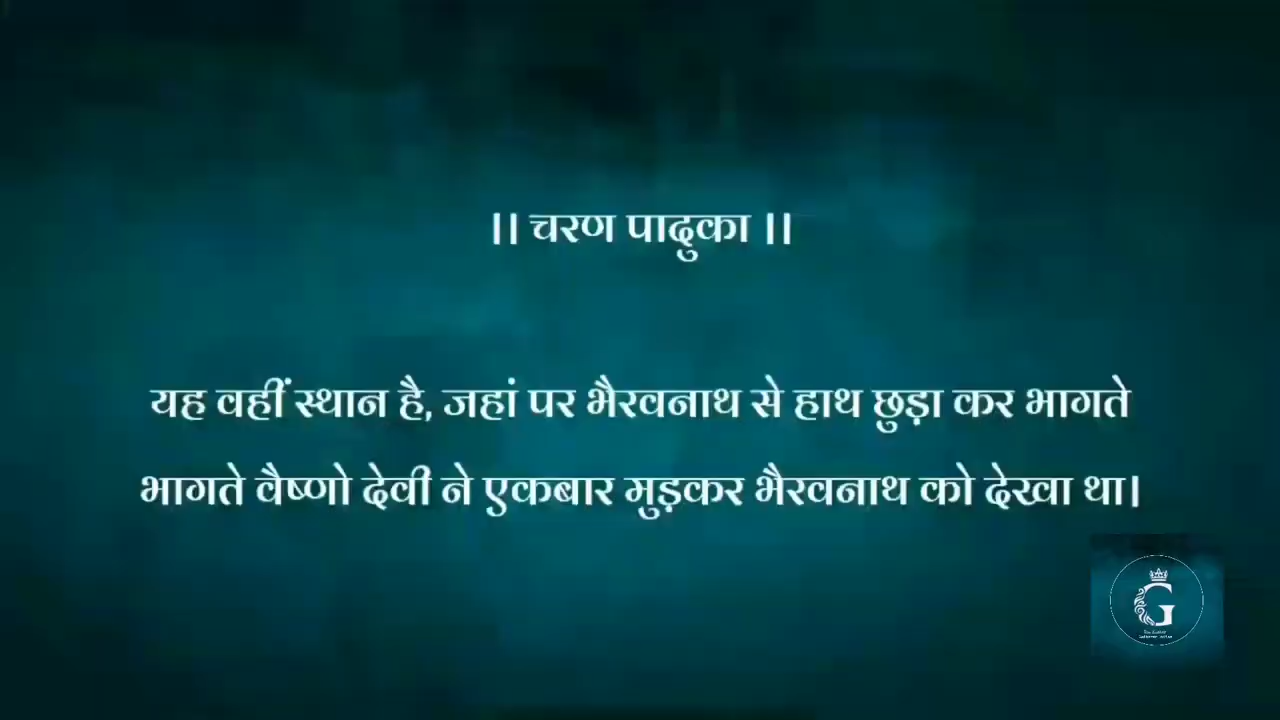 ।। चरण पादुका ।।
यह वहीं स्थान है, जहां पर भैरवनाथ से हाथ छुड़ा कर भागते
भागते वैष्णो देवी ने एकबार मुड़कर भैरवनाथ को देखा था।
G